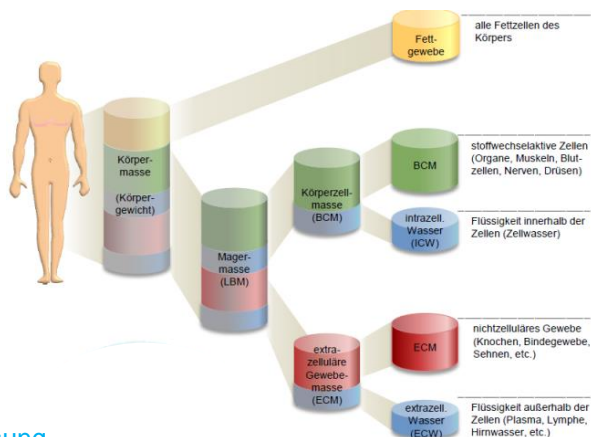 Fett-
gewebe
alle Fettzellen des
Körpers
Körper-
masse
(Körper-
gewicht)
Mager-
masse
(LBM)
Körperzell-
masse
(BCM)
BCM
stoffwechselaktive Zellen
(Organe, Muskeln, Blut-
zellen, Nerven, Drüsen)
intrazell.
Wasser
(ICW)
Flüssigkeit innerhalb der
Zellen (Zellwasser)
extra-
zelluläre
Gewebe-
masse
(ECM)
ECM
nichtzelluläres Gewebe
(Knochen, Bindegewebe,
Sehnen, etc.)
extrazell.
Wasser
(ECW)
Flüssigkeit außerhalb der
Zellen (Plasma, Lymphe,
Hirnwasser, etc.)